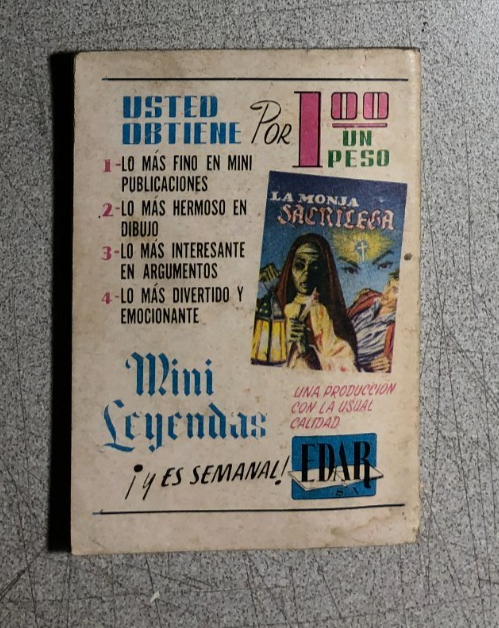 USTED
OBTIENE
POR
1.00
UN
PESO
1-LO MÁS FINO EN MINI
PUBLICACIONES
2-LO MÁS HERMOSO EN
DIBUJO
3-LO MÁS INTERESANTE
EN ARGUMENTOS
4-LO MÁS DIVERTIDO Y
EMOCIONANTE
LA MONJA
SACRILEGA
Mini
Leyendas
UNA PRODUCCION
CON LA USUAL
CALIDAD
¡Y ES SEMANAL!
EDAR
S.A.